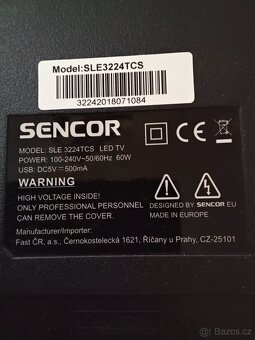 Model:SLE3224TCS
32242018071084
SENCOR
MODEL: SLE 3224TCS LED TV
POWER: 100-240V~50/60Hz 60W
USB: DC5V⎓500mA
WARNING
HIGH VOLTAGE INSIDE!
ONLY PROFESSIONAL PERSONNEL
CAN REMOVE THE COVER.
DESIGNED BY SENCOR EU
MADE IN EUROPE
Manufacturer/Importer:
Fast ČR, a.s., Černokostelecká 1621, Říčany u Prahy, CZ-25101
Bazoš.cz